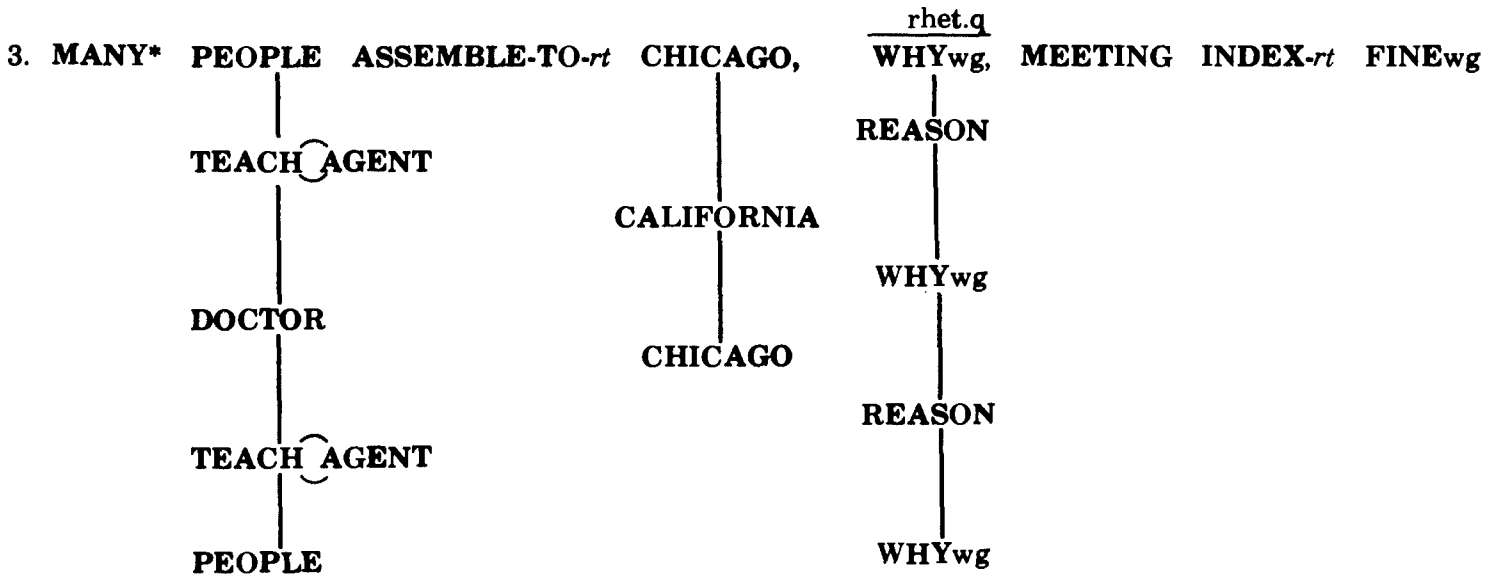 rhet.q
3. MANY* PEOPLE ASSEMBLE-TO-rt CHICAGO, WHYwg, MEETING INDEX-rt FINEwg
REASON
TEACH AGENT
CALIFORNIA
WHYwg
DOCTOR
CHICAGO
REASON
TEACH AGENT
PEOPLE
WHYwg